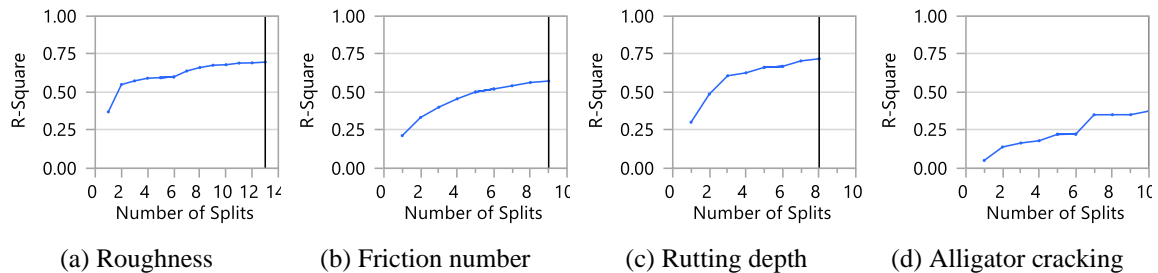 1.00
0.75
0.50
0.25
0.00
R-Square
0 2 4 6 8 10 12 14
Number of Splits
(a) Roughness
1.00
0.75
0.50
0.25
0.00
R-Square
0 2 4 6 8 10
Number of Splits
(b) Friction number
1.00
0.75
0.50
0.25
0.00
R-Square
0 2 4 6 8 10
Number of Splits
(c) Rutting depth
1.00
0.75
0.50
0.25
0.00
R-Square
0 2 4 6 8 10
Number of Splits
(d) Alligator cracking